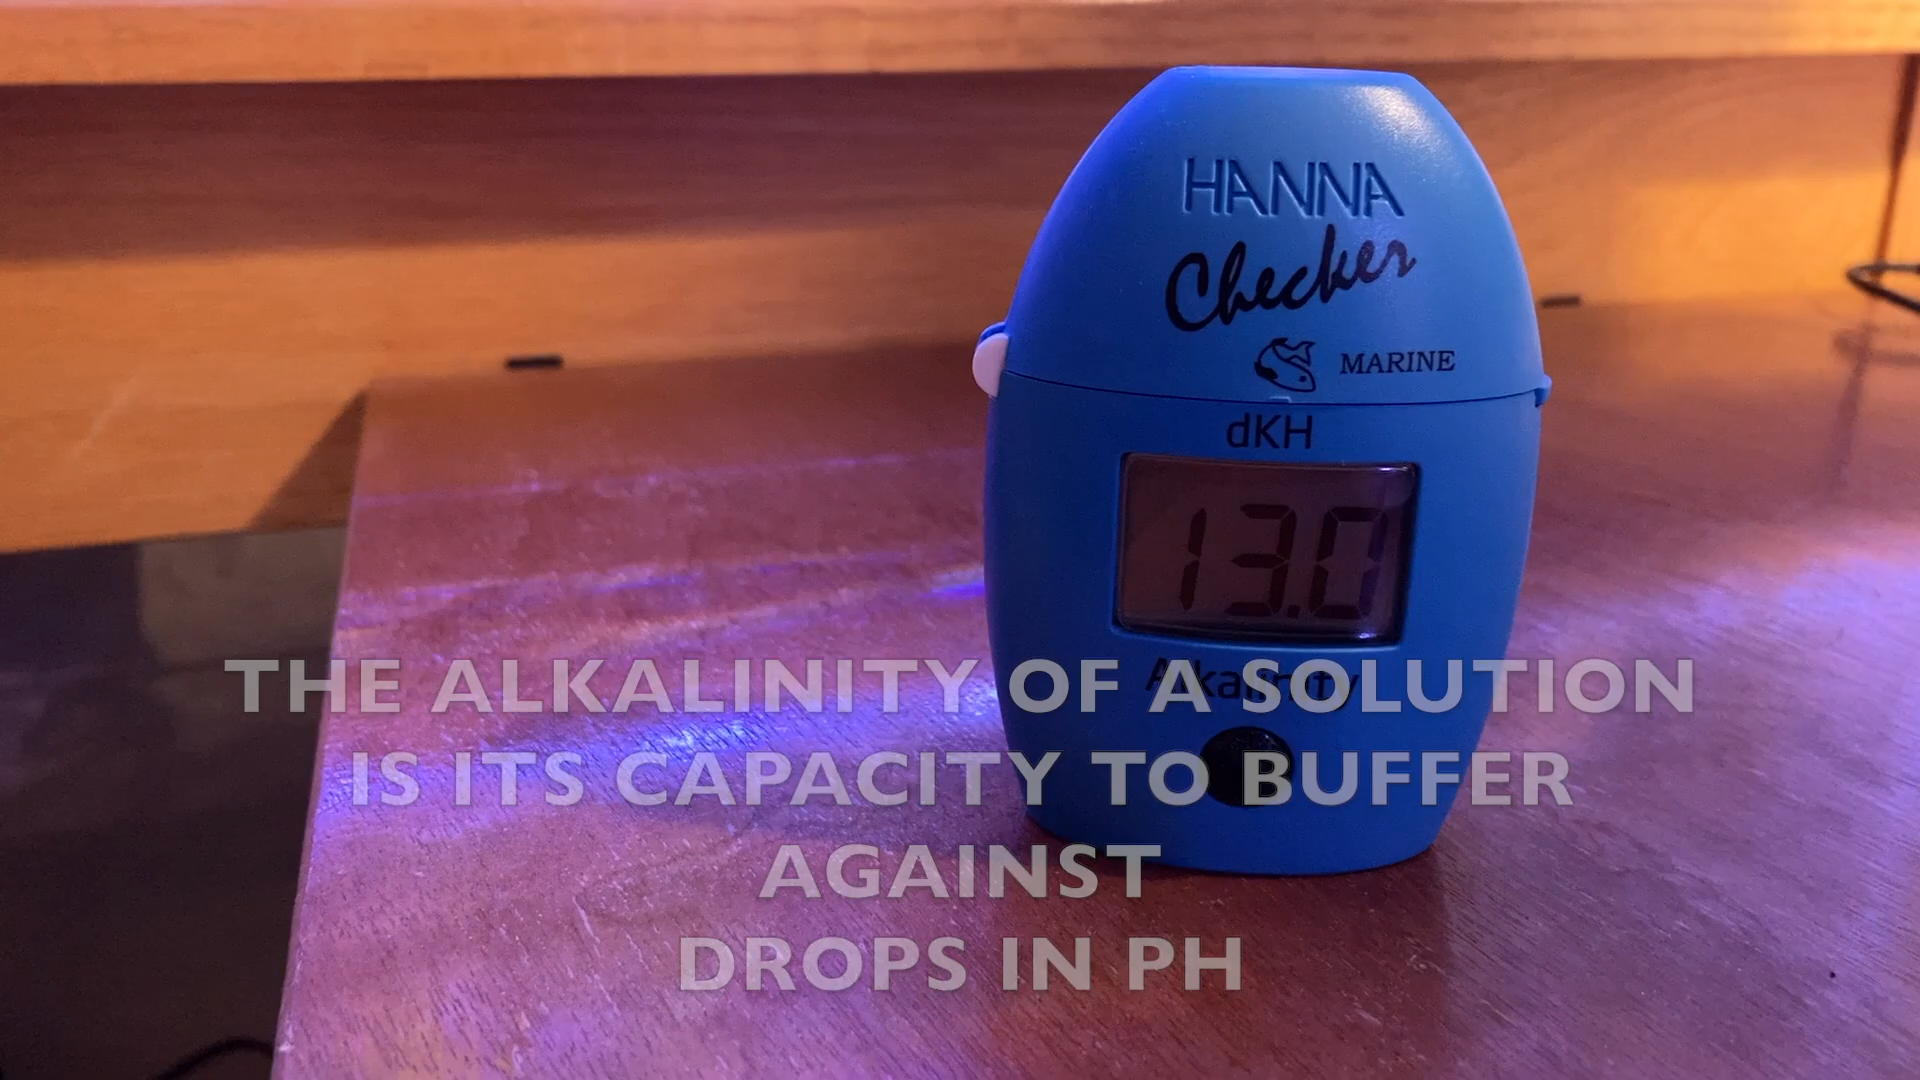 HANNA
Checker
MARINE
dKH
13.0
Alkalinity
THE ALKALINITY OF A SOLUTION
IS ITS CAPACITY TO BUFFER
AGAINST
DROPS IN PH